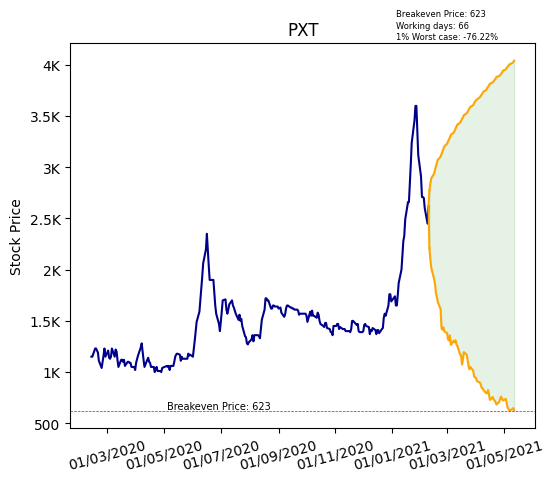 Breakeven Price: 623
Working days: 66
1% Worst case: -76.22%
PXT
Stock Price
4K
3.5K
3K
2.5K
2K
1.5K
1K
500
Breakeven Price: 623
01/03/2020
01/05/2020
01/07/2020
01/09/2020
01/11/2020
01/01/2021
01/03/2021
01/05/2021